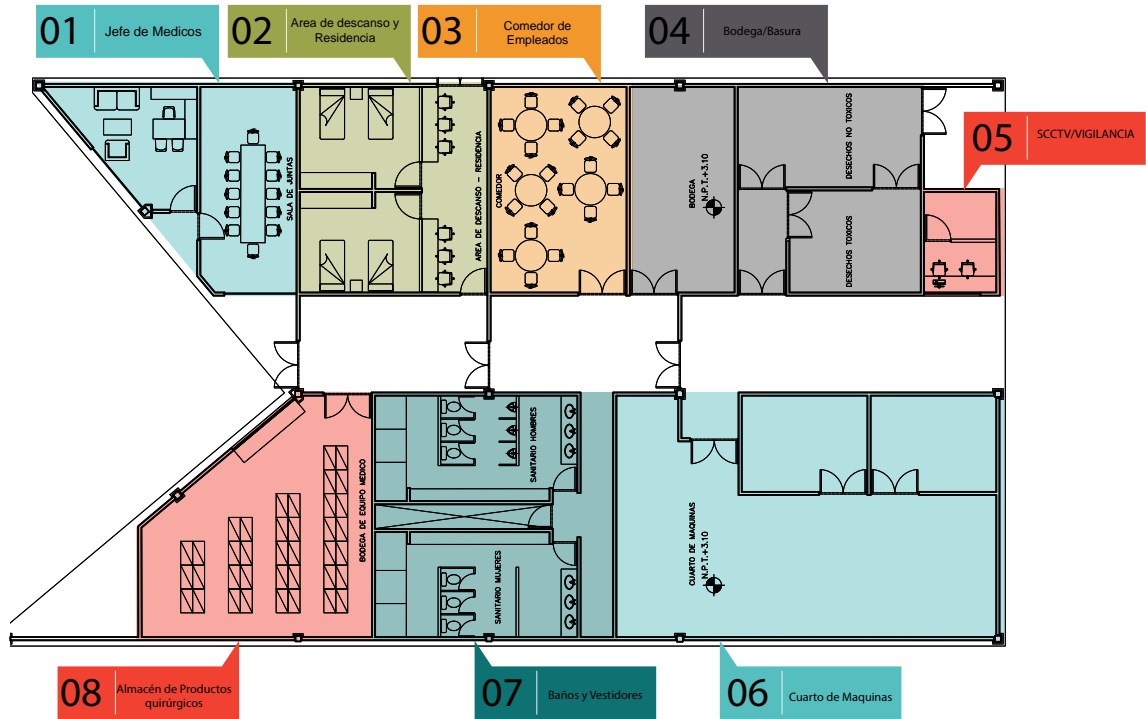 01
Jefe de Medicos
02
Area de descanso y
Residencia
03
Comedor de
Empleados
04
Bodega/Basura
05
SCCTV/VIGILANCIA
SALA DE JUNTAS
AREA DE DESCANSO - RESIDENCIA
COMEDOR
BODEGA
N.P.T.+3.10
DESECHOS NO TOXICOS
DESECHOS TOXICOS
BODEGA DE EQUIPO MEDICO
SANITARIO HOMBRES
SANITARIO MUJERES
CUARTO DE MAQUINAS
N.P.T.+3.10
08
Almacén de Productos
quirúrgicos
07
Baños y Vestidores
06
Cuarto de Maquinas